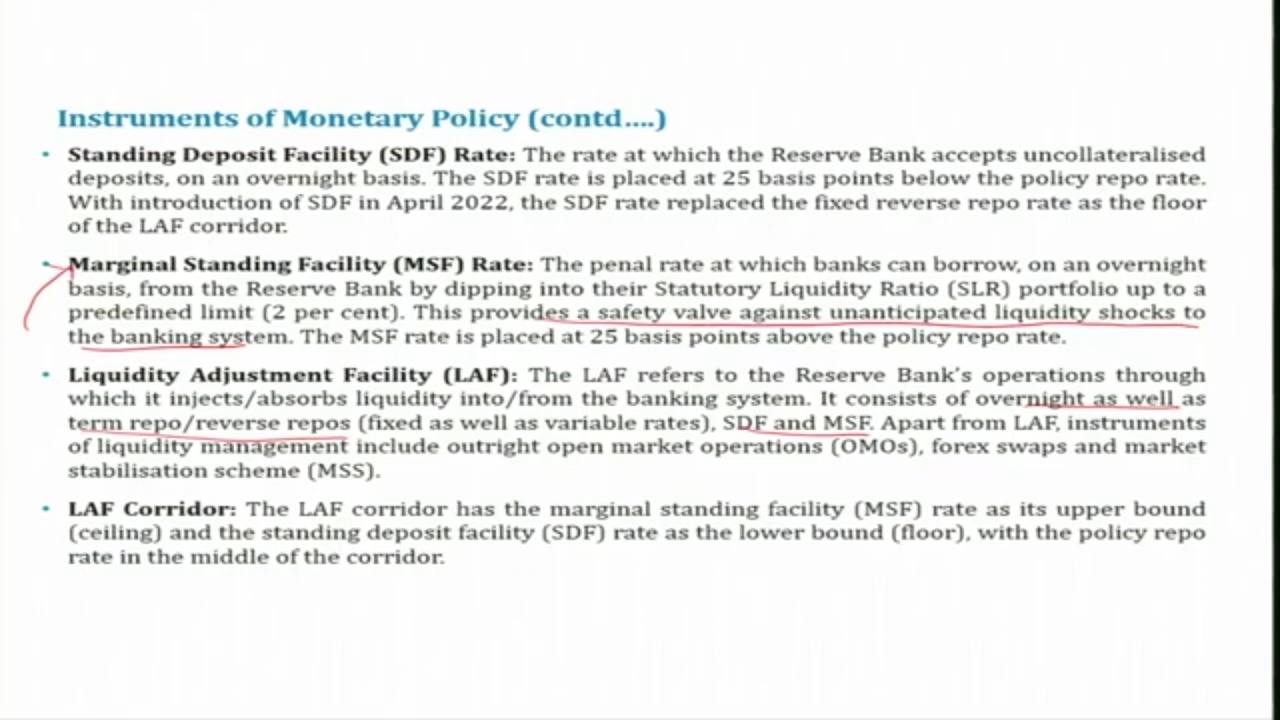 Instruments of Monetary Policy (contd....)
• Standing Deposit Facility (SDF) Rate: The rate at which the Reserve Bank accepts uncollateralised
deposits, on an overnight basis. The SDF rate is placed at 25 basis points below the policy repo rate.
With introduction of SDF in April 2022, the SDF rate replaced the fixed reverse repo rate as the floor
of the LAF corridor.
• Marginal Standing Facility (MSF) Rate: The penal rate at which banks can borrow, on an overnight
basis, from the Reserve Bank by dipping into their Statutory Liquidity Ratio (SLR) portfolio up to a
predefined limit (2 per cent). This provides a safety valve against unanticipated liquidity shocks to
the banking system. The MSF rate is placed at 25 basis points above the policy repo rate.
• Liquidity Adjustment Facility (LAF): The LAF refers to the Reserve Bank's operations through
which it injects/absorbs liquidity into/from the banking system. It consists of overnight as well as
term repo/reverse repos (fixed as well as variable rates), SDF and MSF. Apart from LAF, instruments
of liquidity management include outright open market operations (OMOs), forex swaps and market
stabilisation scheme (MSS).
• LAF Corridor: The LAF corridor has the marginal standing facility (MSF) rate as its upper bound
(ceiling) and the standing deposit facility (SDF) rate as the lower bound (floor), with the policy repo
rate in the middle of the corridor.